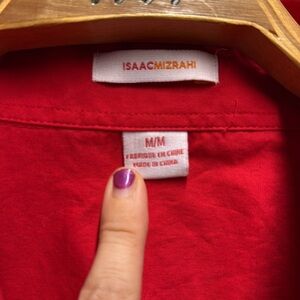 ISAACMIZRAHI
M/M
FABRIQUE EN CHINE
MADE IN CHINA